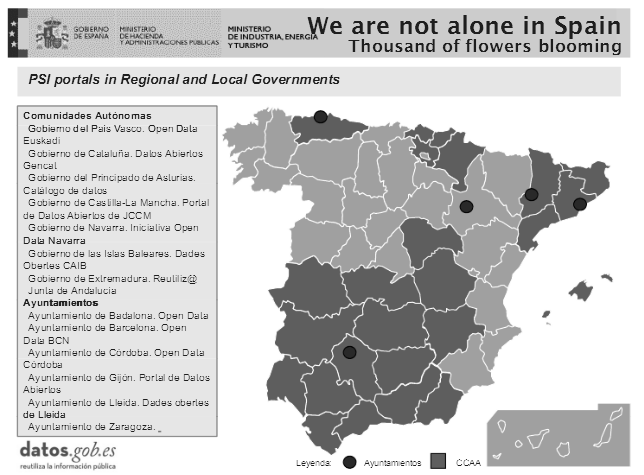 GOBIERNO
DE ESPAÑA
MINISTERIO
DE HACIENDA
Y ADMINISTRACIONES PÚBLICAS
MINISTERIO
DE INDUSTRIA, ENERGÍA
Y TURISMO
We are not alone in Spain
Thousand of flowers blooming
PSI portals in Regional and Local Governments
Comunidades Autónomas
Gobierno del País Vasco. Open Data
Euskadi
Gobierno de Cataluña. Datos Abiertos
Gencat
Gobierno del Principado de Asturias.
Catálogo de datos
Gobierno de Castilla-La Mancha. Portal
de Datos Abiertos de JCCM
Gobierno de Navarra. Iniciativa Open
Data Navarra
Gobierno de las Islas Baleares. Dades
Obertes CAIB
Gobierno de Extremadura. Reutiliz@
Junta de Andalucía
Ayuntamientos
Ayuntamiento de Badalona. Open Data
Ayuntamiento de Barcelona. Open
Data BCN
Ayuntamiento de Córdoba. Open Data
Córdoba
Ayuntamiento de Gijón. Portal de Datos
Abiertos
Ayuntamiento de Lleida. Dades obertes
de Lleida
Ayuntamiento de Zaragoza.
datos.gob.es
reutiliza la información pública
Leyenda: Ayuntamientos CCAA